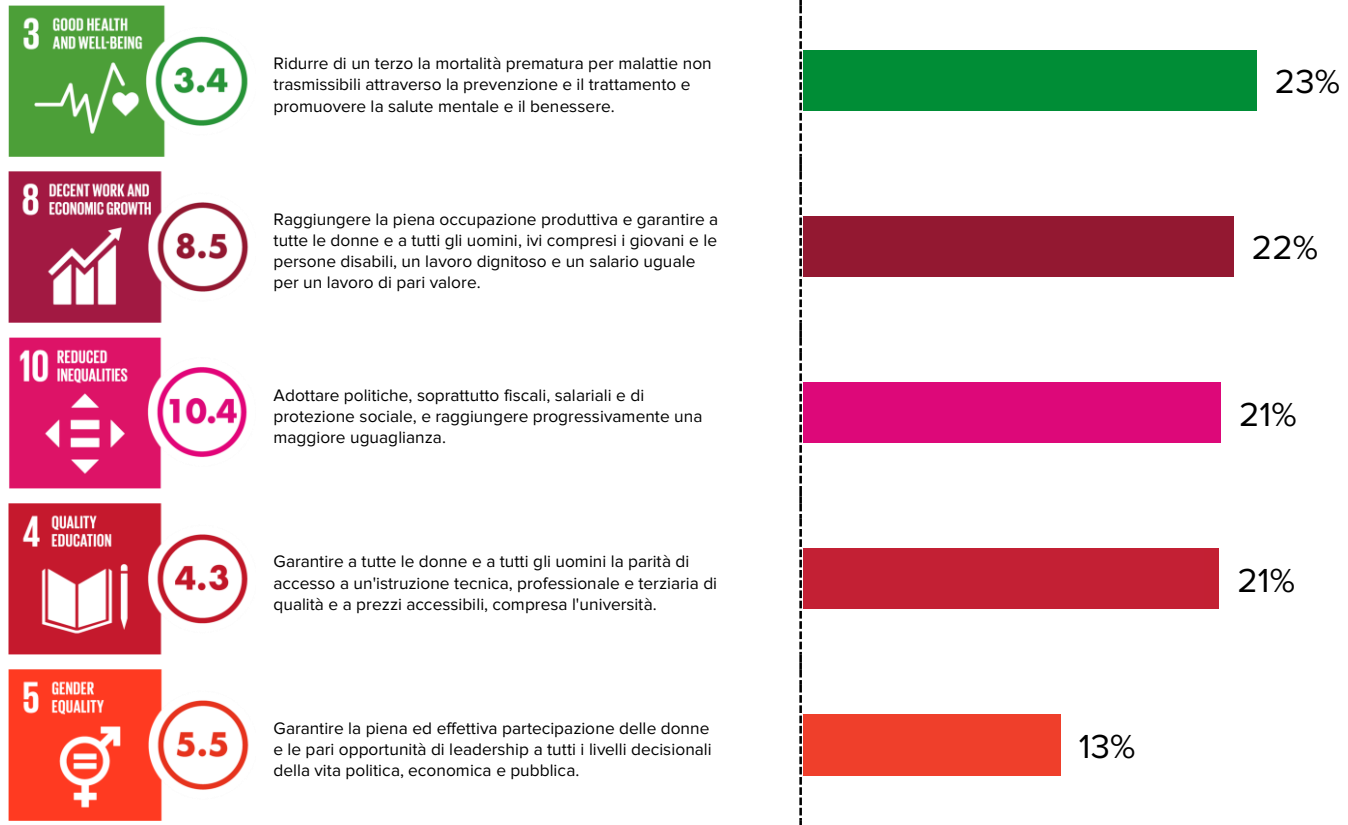 3 GOOD HEALTH
AND WELL-BEING
3.4
Ridurre di un terzo la mortalità prematura per malattie non
trasmissibili attraverso la prevenzione e il trattamento e
promuovere la salute mentale e il benessere.
23%
8 DECENT WORK AND
ECONOMIC GROWTH
8.5
Raggiungere la piena occupazione produttiva e garantire a
tutte le donne e a tutti gli uomini, ivi compresi i giovani e le
persone disabili, un lavoro dignitoso e un salario uguale
per un lavoro di pari valore.
22%
10 REDUCED
INEQUALITIES
10.4
Adottare politiche, soprattutto fiscali, salariali e di
protezione sociale, e raggiungere progressivamente una
maggiore uguaglianza.
21%
4 QUALITY
EDUCATION
4.3
Garantire a tutte le donne e a tutti gli uomini la parità di
accesso a un'istruzione tecnica, professionale e terziaria di
qualità e a prezzi accessibili, compresa l'università.
21%
5 GENDER
EQUALITY
5.5
Garantire la piena ed effettiva partecipazione delle donne
e le pari opportunità di leadership a tutti i livelli decisionali
della vita politica, economica e pubblica.
13%